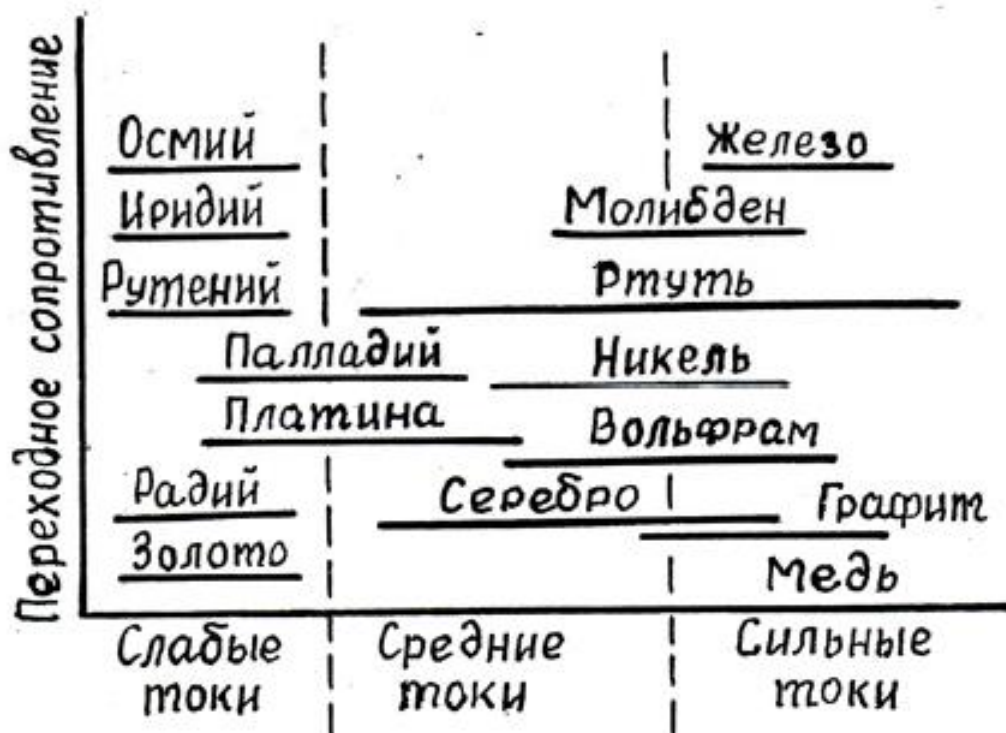 Переходное сопротивление
Осмий
Железо
Иридий
Молибден
Рутений
Ртуть
Палладий
Никель
Платина
Вольфрам
Радий
Серебро
Графит
Золото
Медь
Слабые токи
Средние токи
Сильные токи